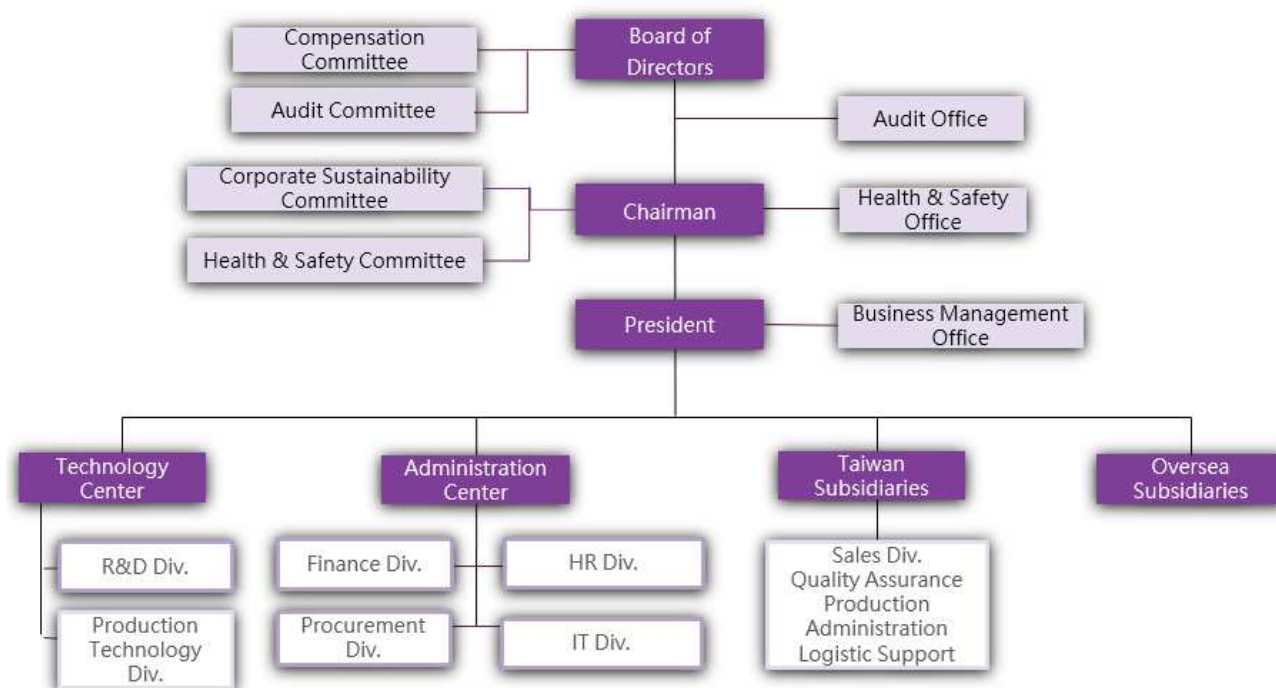 Compensation
Committee
Board of
Directors
Audit Committee
Audit Office
Corporate Sustainability
Committee
Chairman
Health & Safety
Office
Health & Safety Committee
President
Business Management
Office
Technology
Center
Administration
Center
Taiwan
Subsidiaries
Oversea
Subsidiaries
R&D Div.
Production
Technology
Div.
Finance Div.
HR Div.
Procurement
Div.
IT Div.
Sales Div.
Quality Assurance
Production
Administration
Logistic Support